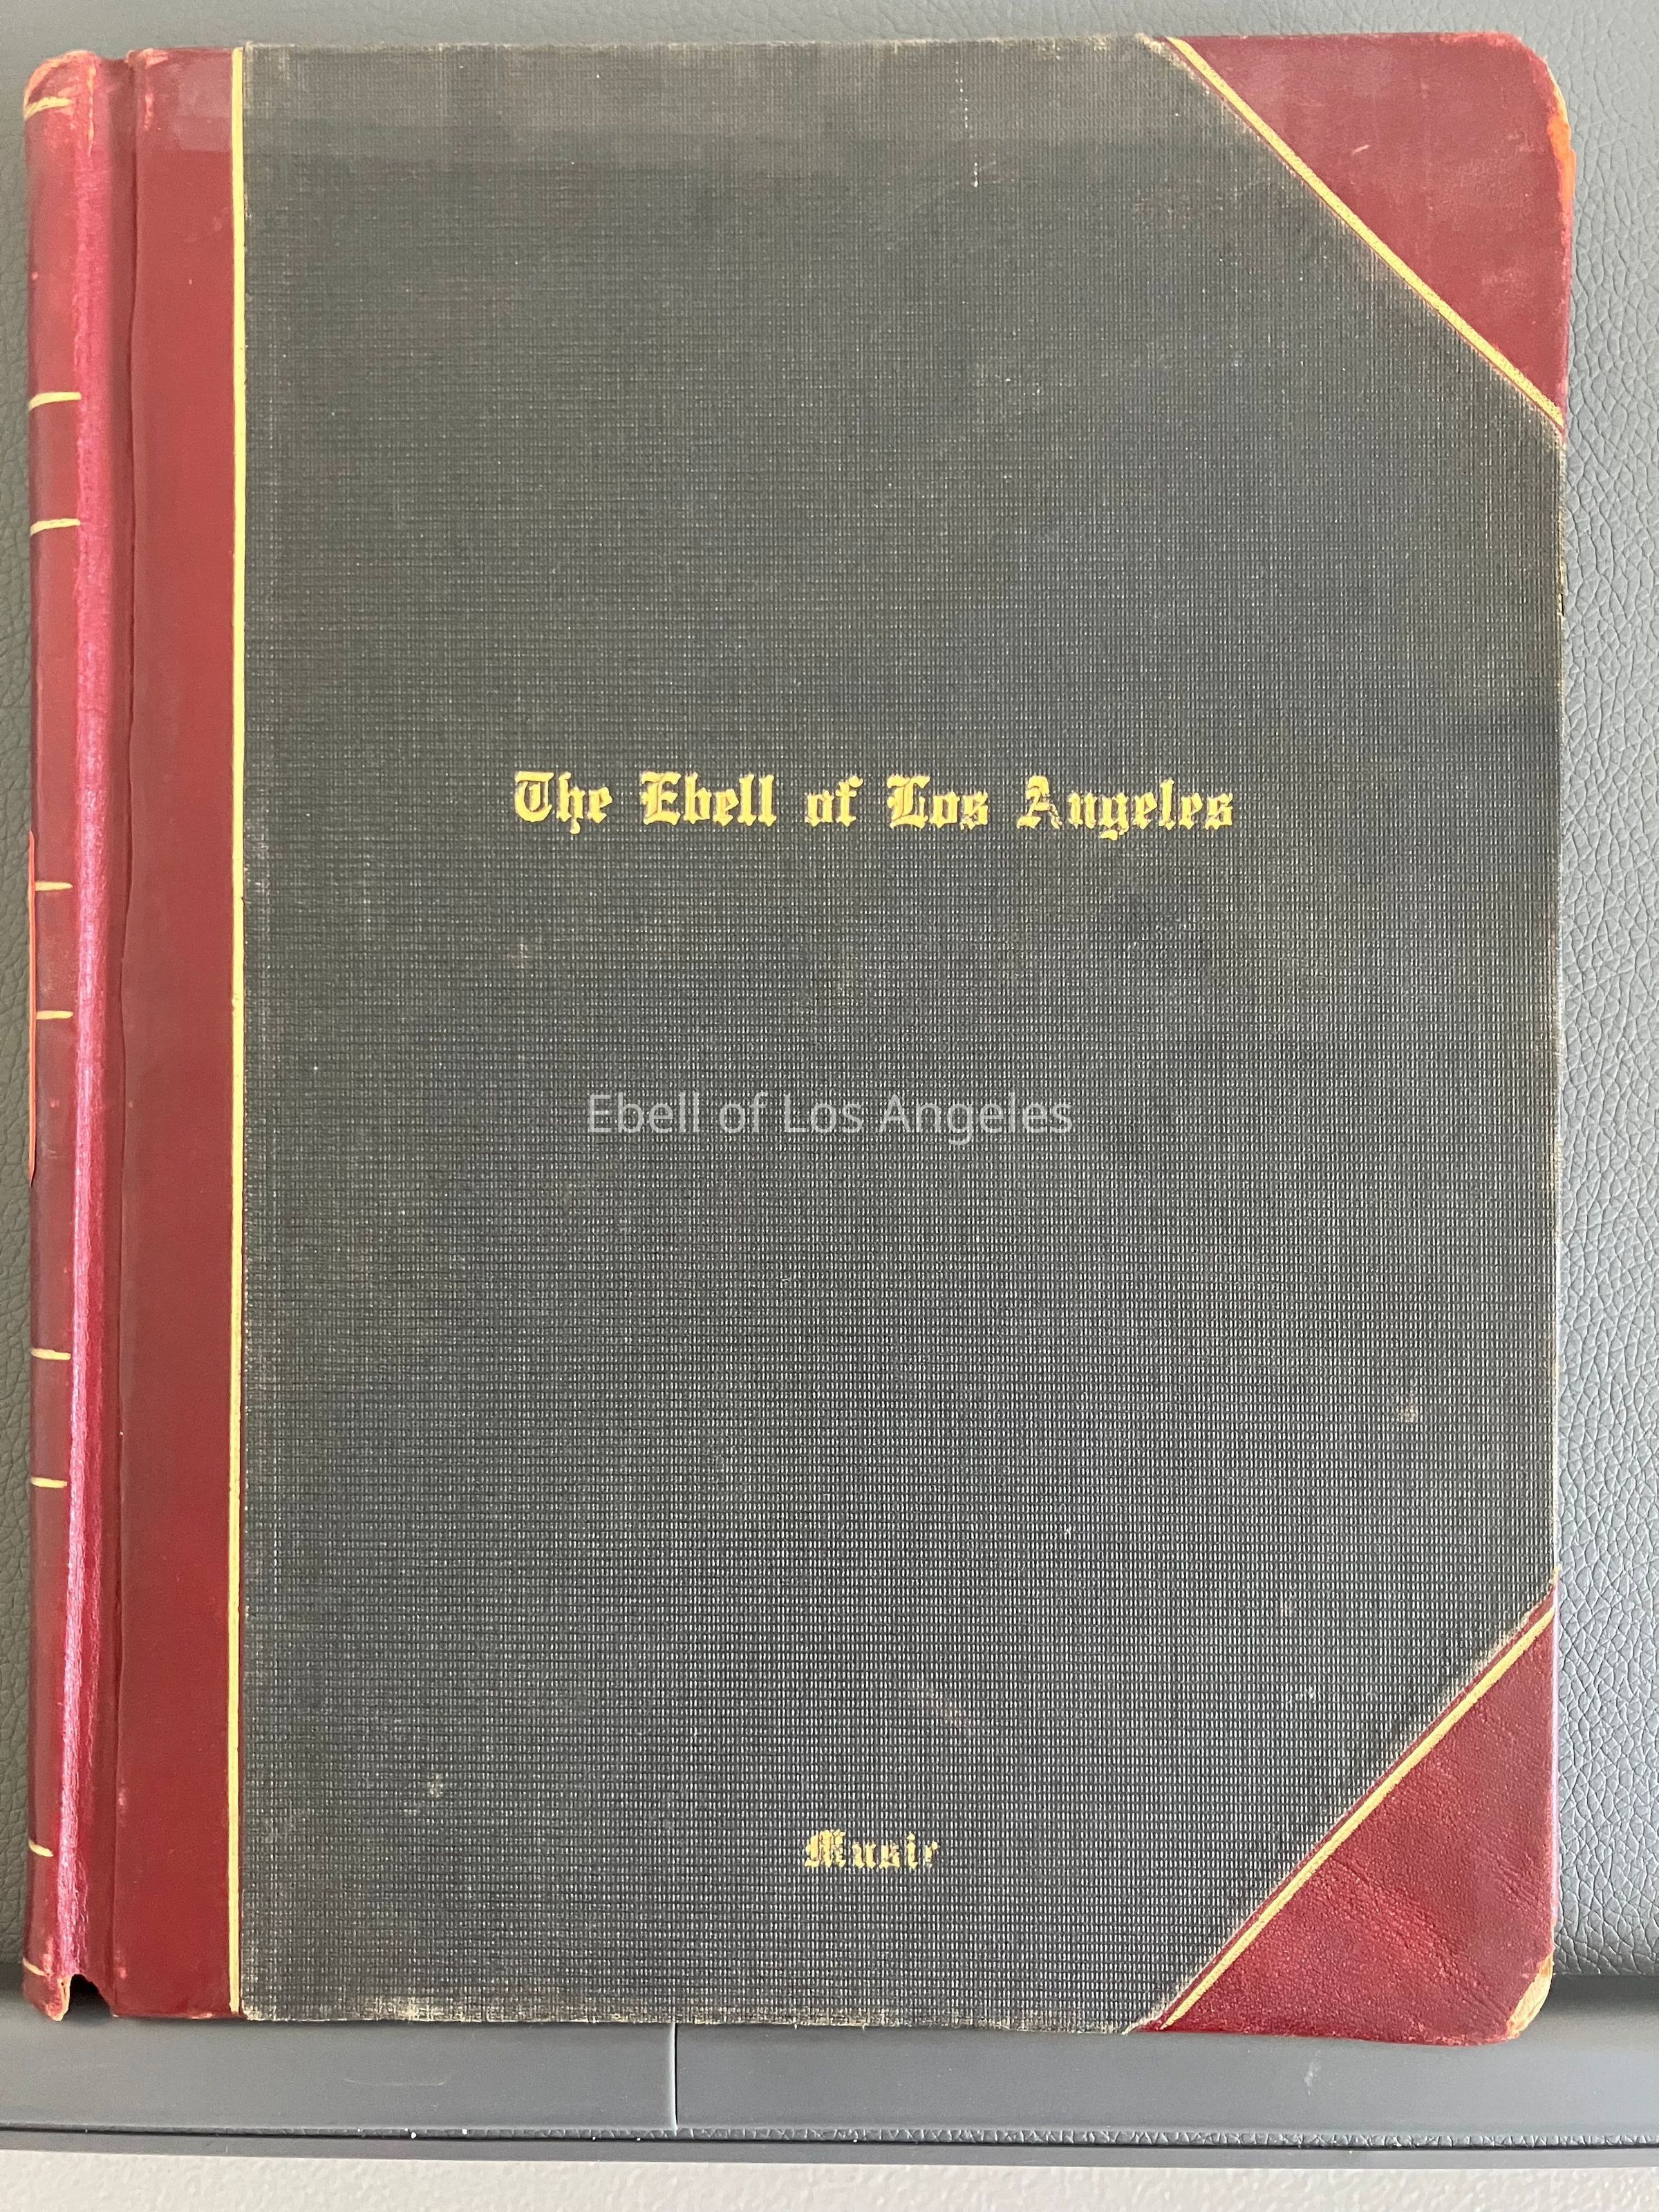 The Ebell of Los Angeles
Ebell of Los Angeles
Music